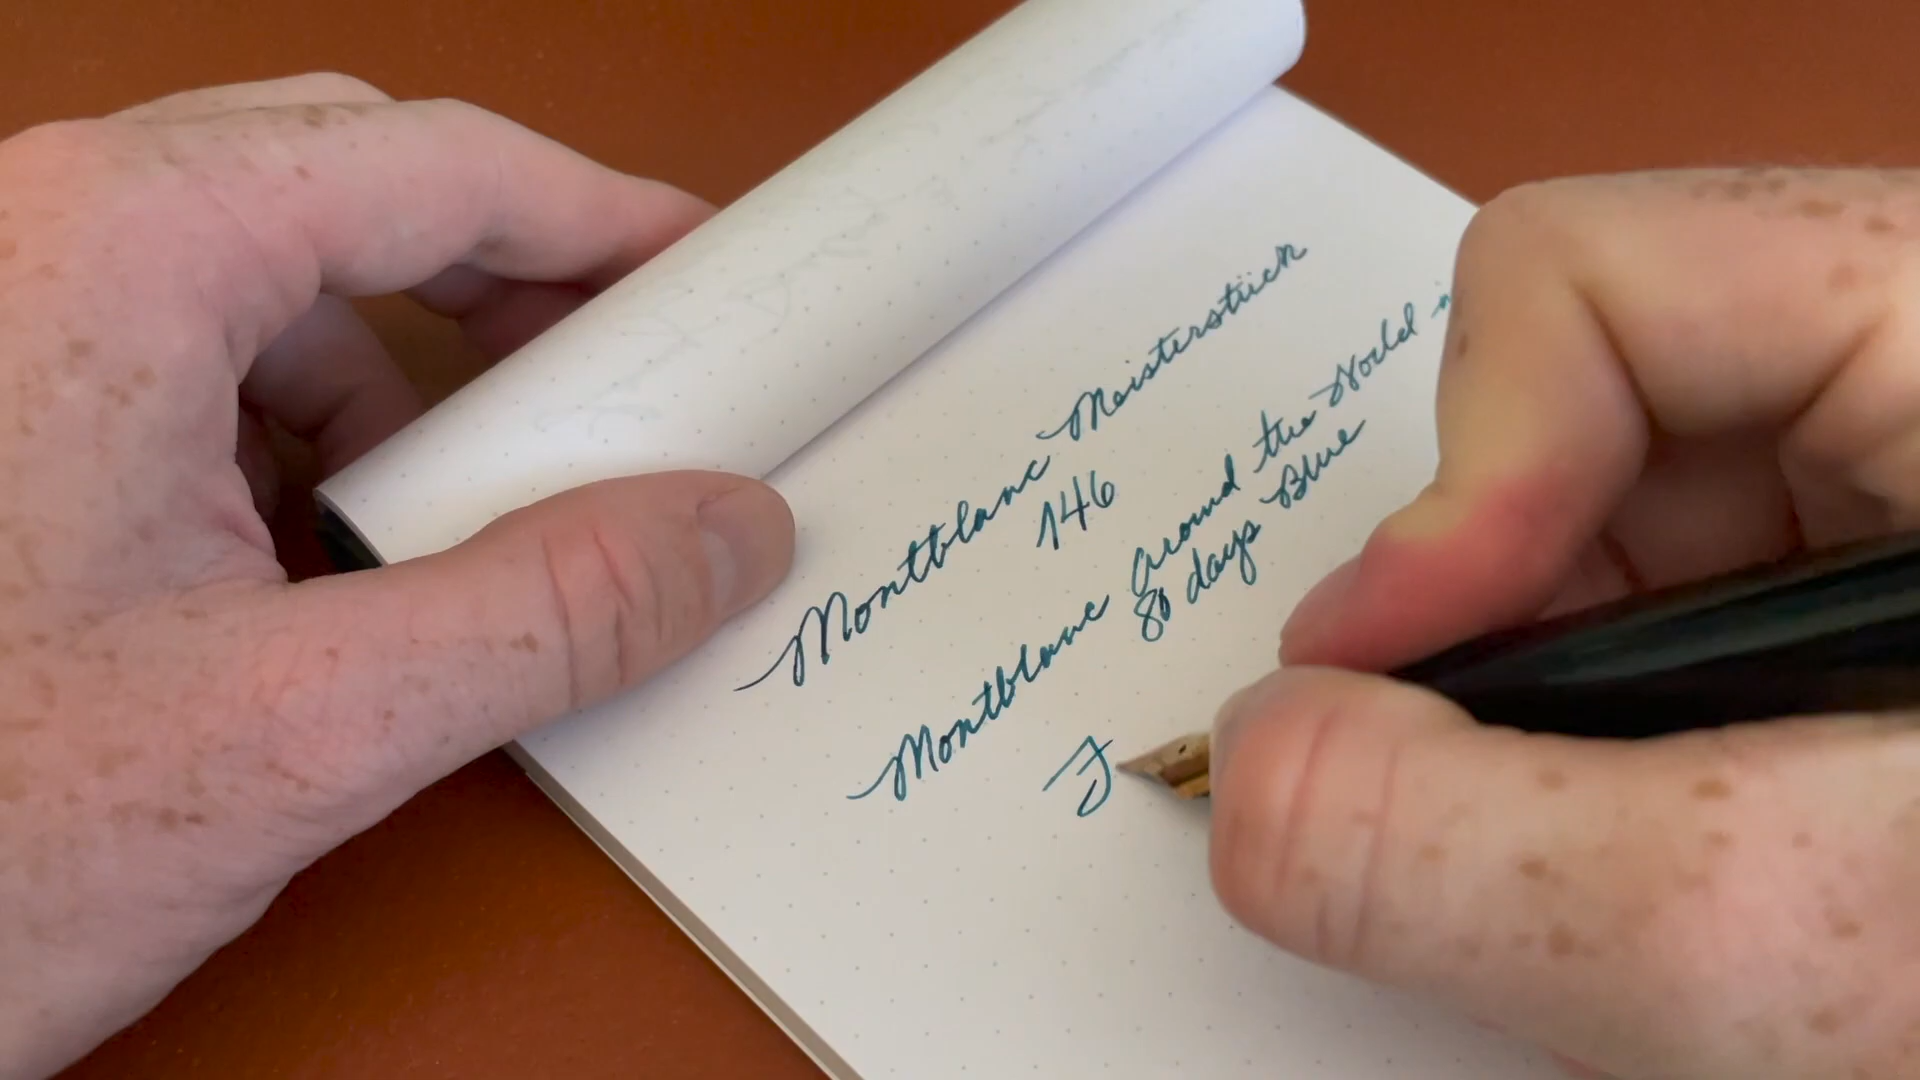 Montblanc Meisterstück
146
Montblanc Around the World in
80 days Blue
F